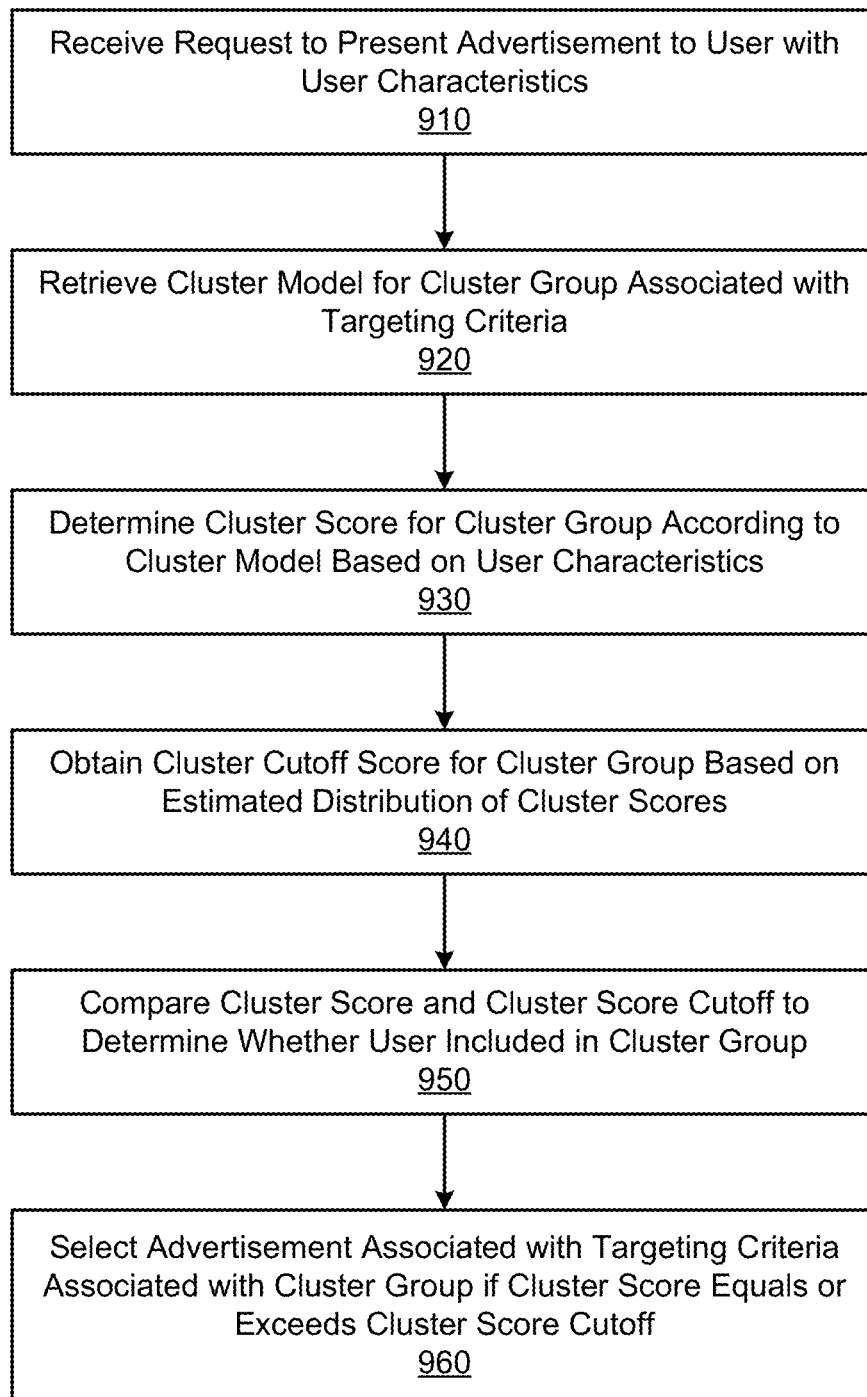 Receive Request to Present Advertisement to User with
User Characteristics
910
Retrieve Cluster Model for Cluster Group Associated with
Targeting Criteria
920
Determine Cluster Score for Cluster Group According to
Cluster Model Based on User Characteristics
930
Obtain Cluster Cutoff Score for Cluster Group Based on
Estimated Distribution of Cluster Scores
940
Compare Cluster Score and Cluster Score Cutoff to
Determine Whether User Included in Cluster Group
950
Select Advertisement Associated with Targeting Criteria
Associated with Cluster Group if Cluster Score Equals or
Exceeds Cluster Score Cutoff
960